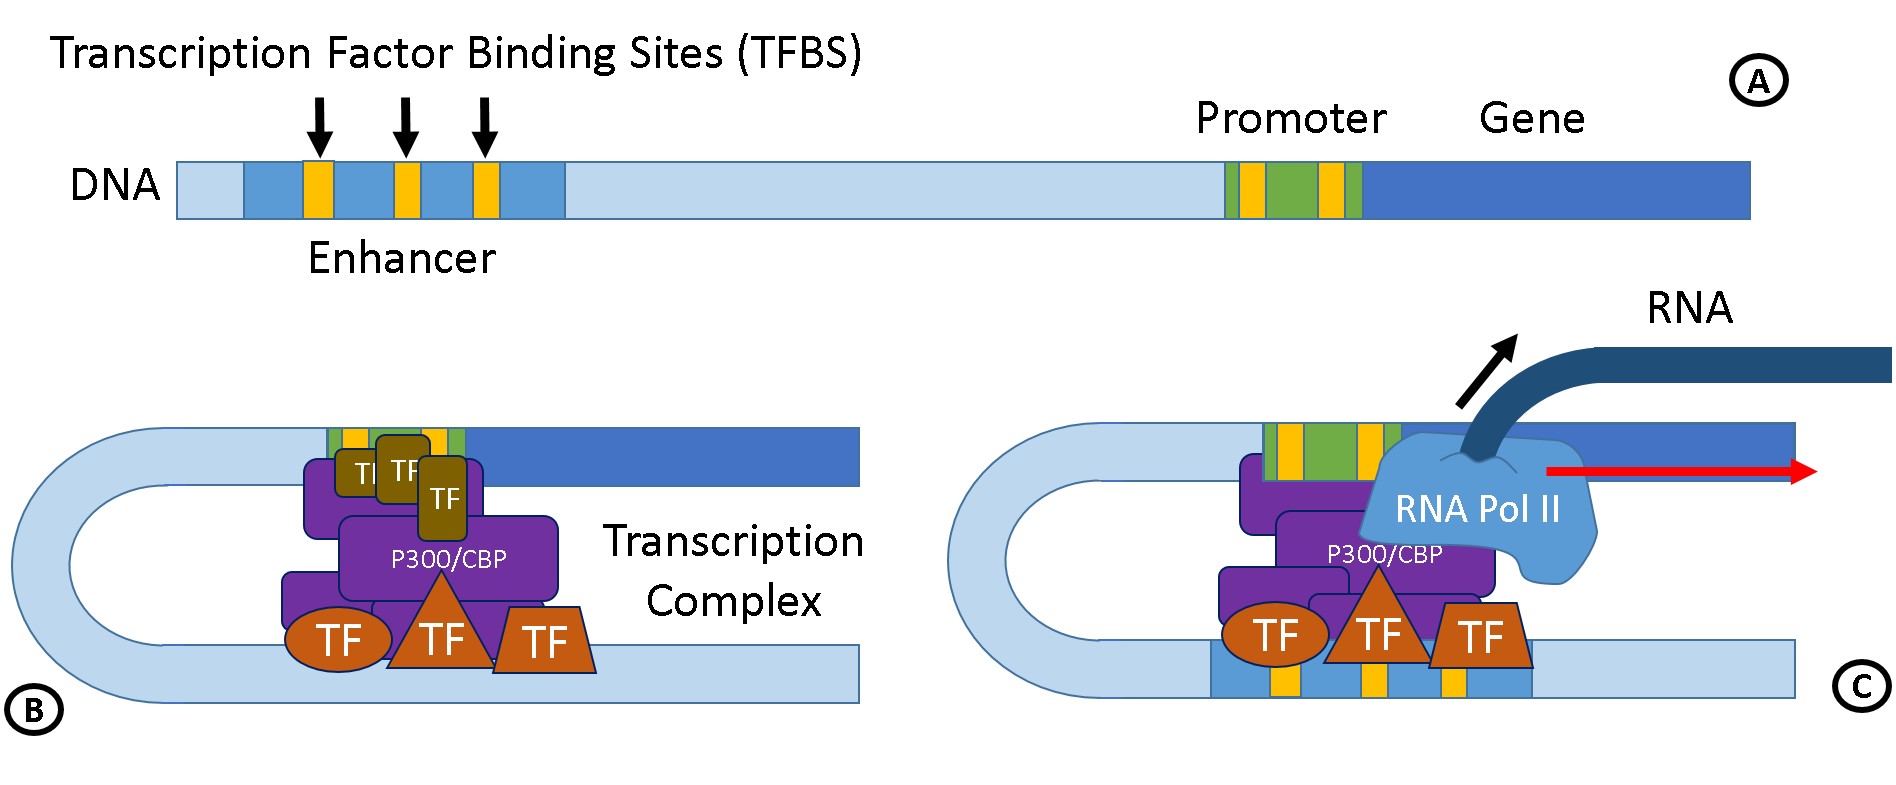 Transcription Factor Binding Sites (TFBS)
A
Promoter
Gene
DNA
Enhancer
RNA
TF
TF
TF
P300/CBP
Transcription
Complex
TF
TF
TF
B
RNA Pol II
P300/CBP
TF
TF
TF
C